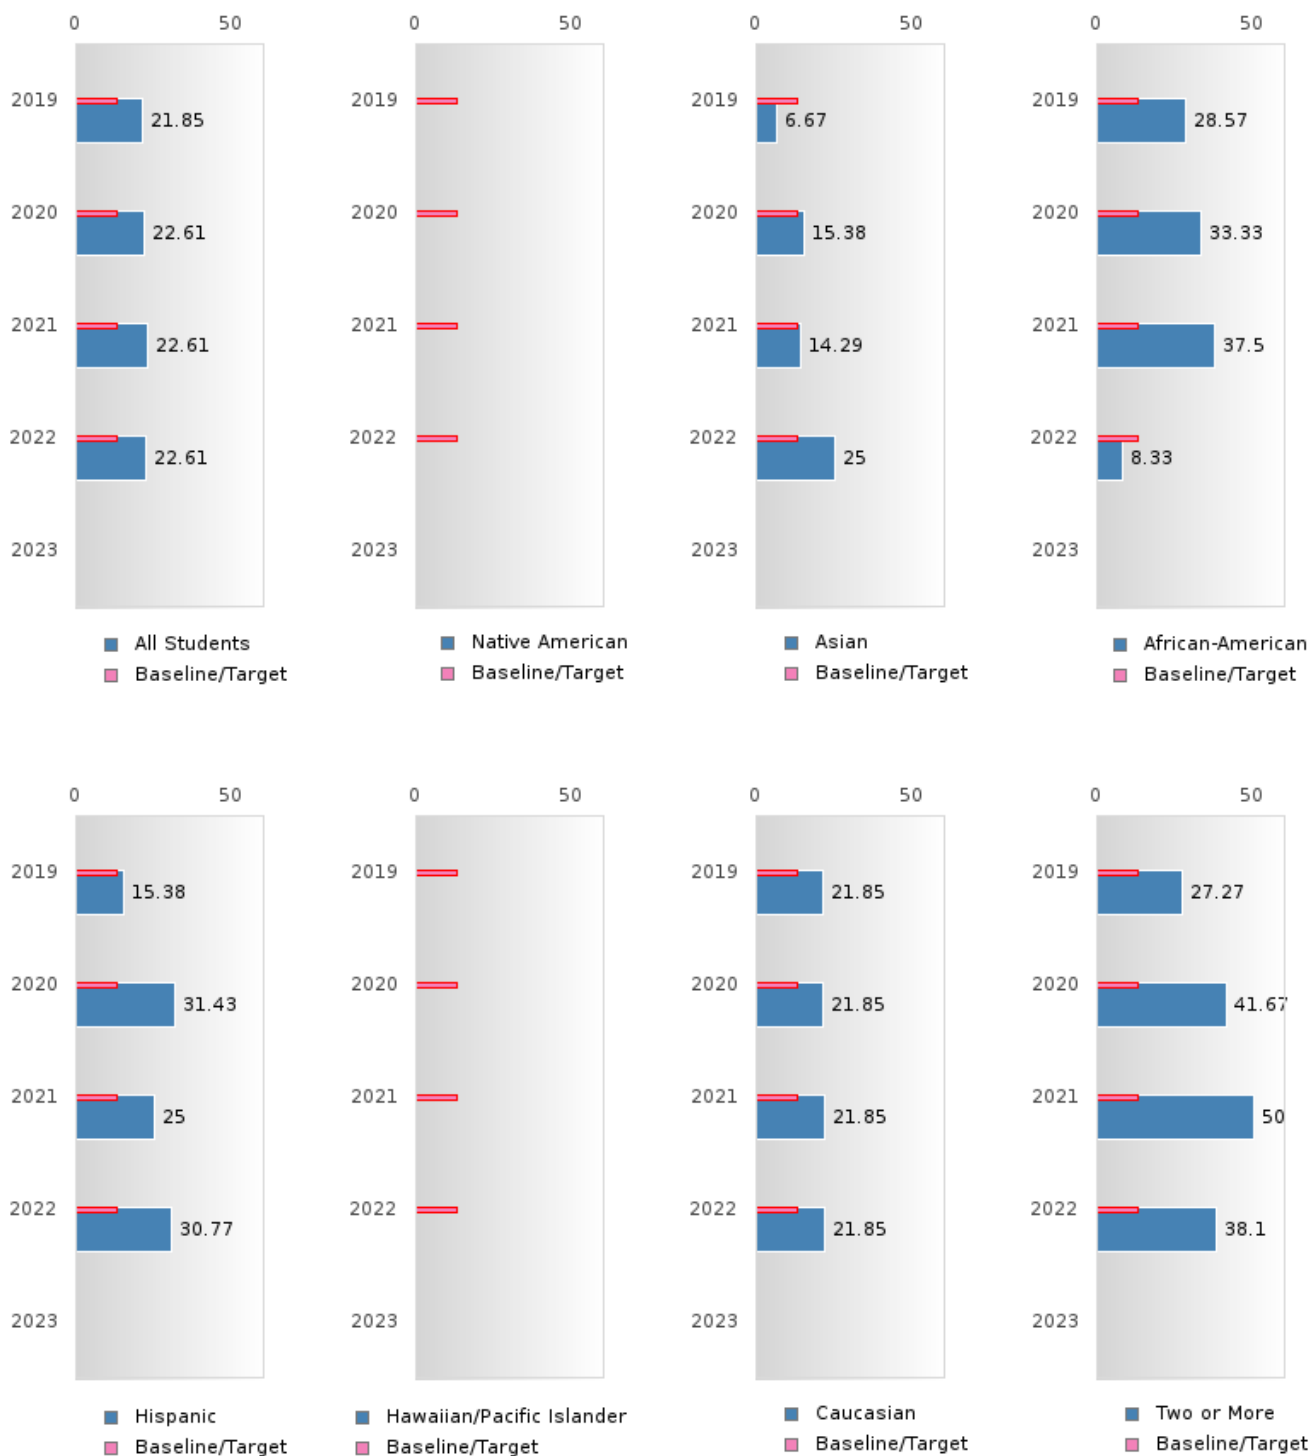 0 50 0 50 0 50 0 50
2019 21.85 2019 2019 6.67 2019 28.57
2020 22.61 2020 2020 15.38 2020 33.33
2021 22.61 2021 2021 14.29 2021 37.5
2022 22.61 2022 2022 25 2022 8.33
2023 2023 2023 2023
All Students Native American Asian African-American
Baseline/Target Baseline/Target Baseline/Target Baseline/Target
0 50 0 50 0 50 0 50
2019 15.38 2019 2019 21.85 2019 27.27
2020 31.43 2020 2020 21.85 2020 41.67
2021 25 2021 2021 21.85 2021 50
2022 30.77 2022 2022 21.85 2022 38.1
2023 2023 2023 2023
Hispanic Hawaiian/Pacific Islander Caucasian Two or More
Baseline/Target Baseline/Target Baseline/Target Baseline/Target